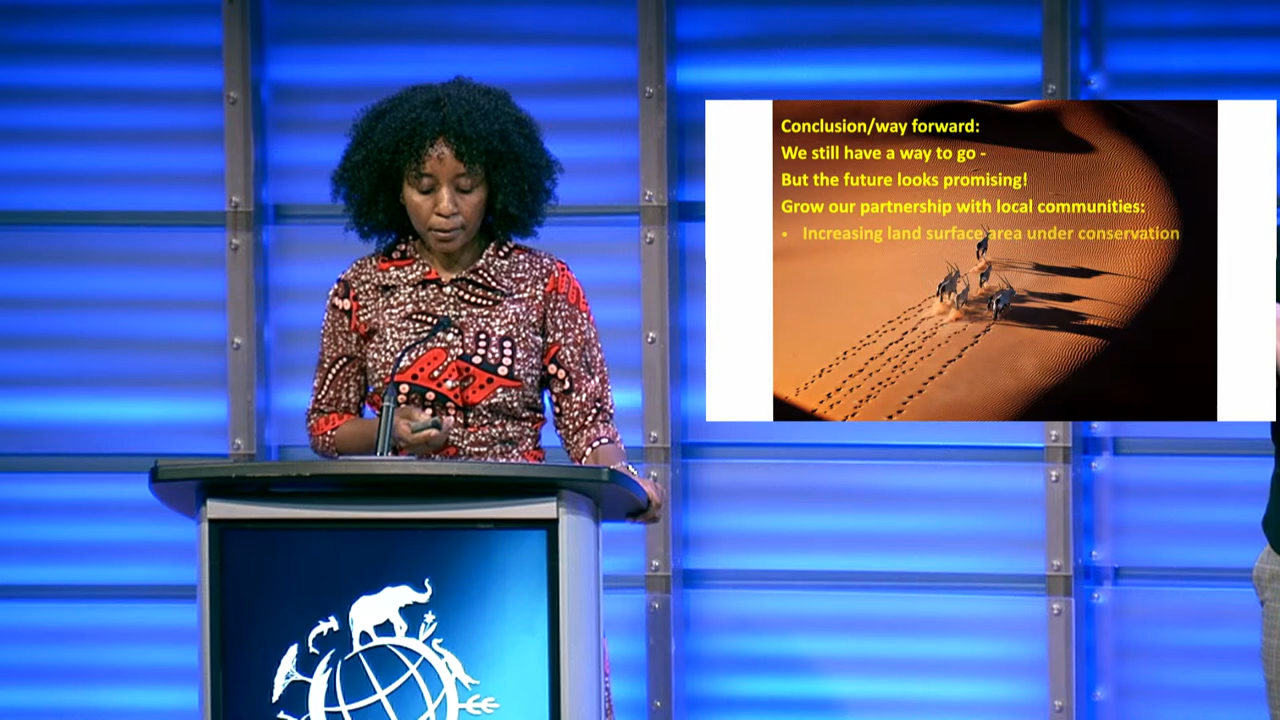 Conclusion/way forward:
We still have a way to go -
But the future looks promising!
Grow our partnership with local communities:
• Increasing land surface area under conservation